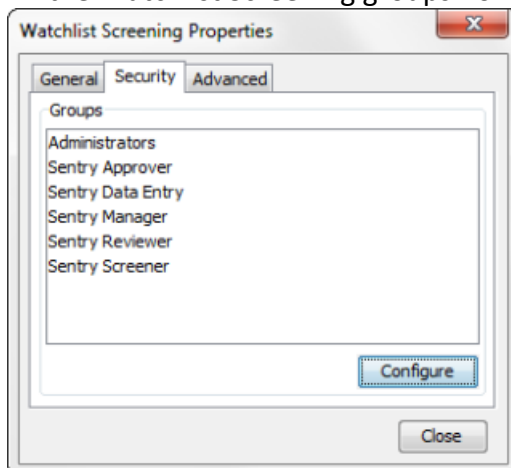 Watchlist Screening Properties
General Security Advanced
Groups
Administrators
Sentry Approver
Sentry Data Entry
Sentry Manager
Sentry Reviewer
Sentry Screener
Configure
Close